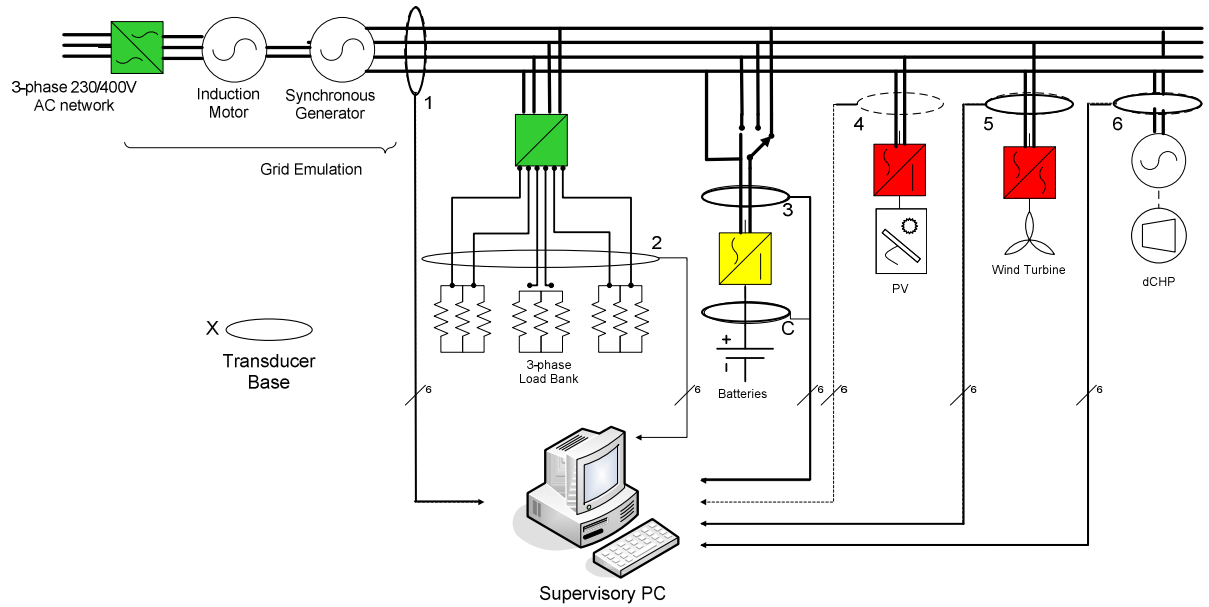 3-phase 230/400V
AC network
Induction
Motor
Synchronous
Generator
Grid Emulation
1
2
3
C
4
5
6
PV
Wind Turbine
dCHP
X
Transducer
Base
3-phase
Load Bank
+
Batteries
6
6
6
6
6
6
Supervisory PC